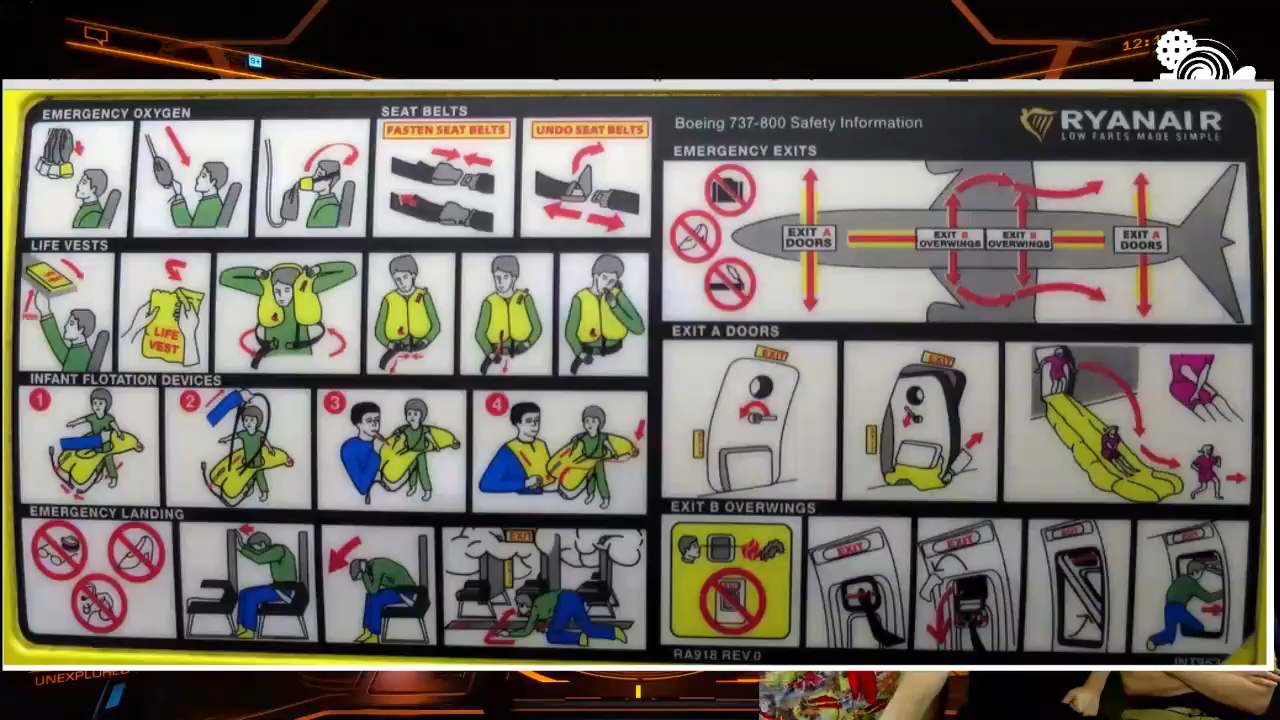 EMERGENCY OXYGEN
SEAT BELTS
FASTEN SEAT BELTS
UNDO SEAT BELTS
Boeing 737-800 Safety Information
RYANAIR
LOW FARES. MADE SIMPLE.
EMERGENCY EXITS
EXIT A
DOORS
EXIT B
OVERWINGS
EXIT B
OVERWINGS
EXIT A
DOORS
LIFE VESTS
LIFE
VEST
EXIT A DOORS
EXIT
EXIT
INFANT FLOTATION DEVICES
1
2
3
4
EMERGENCY LANDING
EXIT
EXIT B OVERWINGS
EXIT
EXIT
EXIT
RA918 REV.0
UNEXPLORED